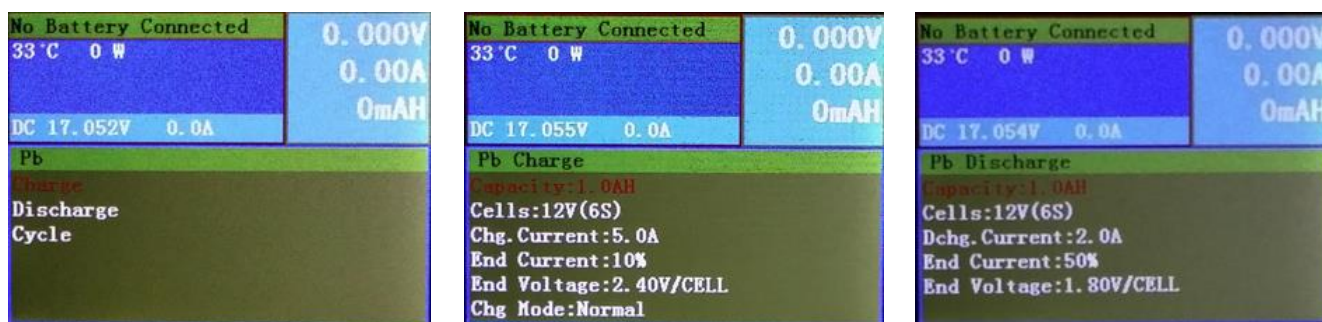 No Battery Connected
33°C 0 W
0.000V
0.00A
0mAH
DC 17.052V 0.0A
Pb
Charge
Discharge
Cycle
No Battery Connected
33°C 0 W
0.000V
0.00A
0mAH
DC 17.055V 0.0A
Pb Charge
Capacity:1.0AH
Cells:12V(6S)
Chg.Current:5.0A
End Current:10%
End Voltage:2.40V/CELL
Chg Mode:Normal
No Battery Connected
33°C 0 W
0.000V
0.00A
0mAH
DC 17.054V 0.0A
Pb Discharge
Capacity:1.0AH
Cells:12V(6S)
Dchg.Current:2.0A
End Current:50%
End Voltage:1.80V/CELL